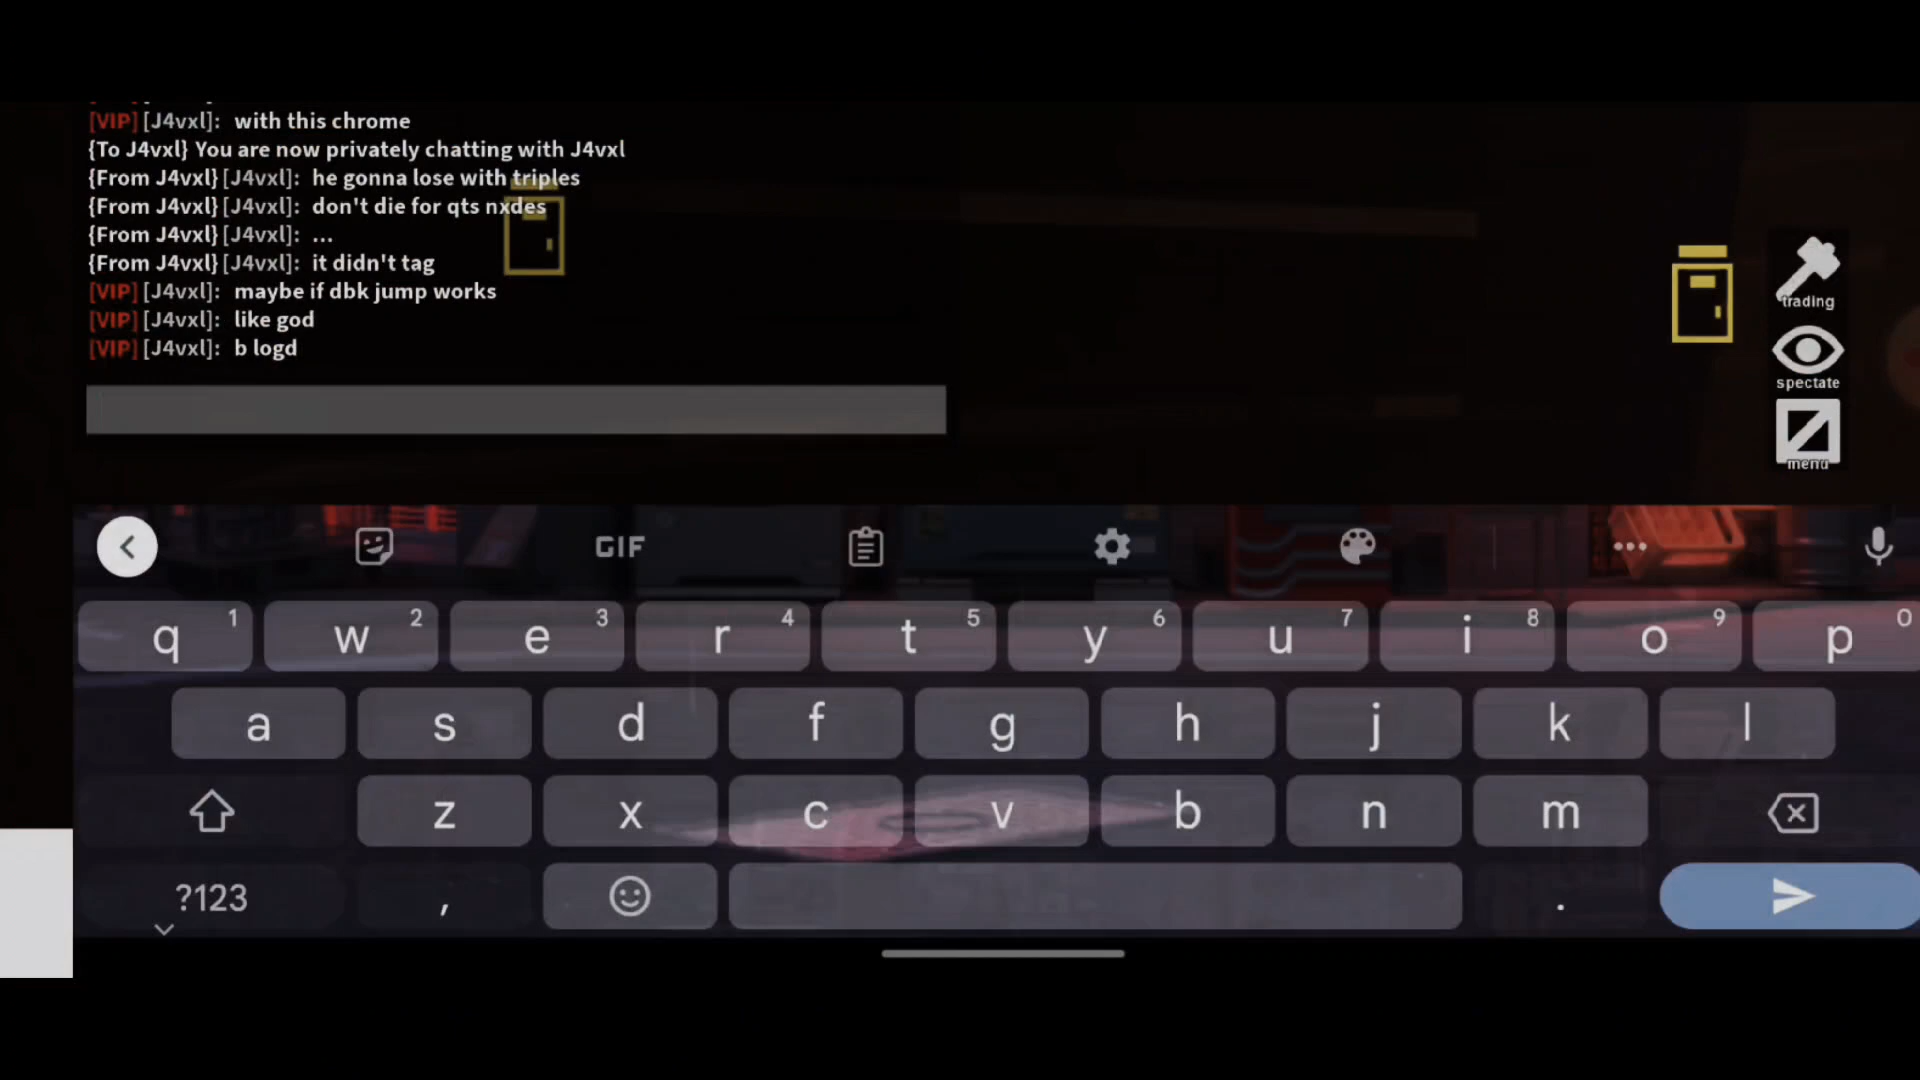 [VIP] [J4vxl]: with this chrome
{To J4vxl} You are now privately chatting with J4vxl
{From J4vxl} [J4vxl]: he gonna lose with triples
{From J4vxl} [J4vxl]: don't die for qts nxdes
{From J4vxl} [J4vxl]: ...
{From J4vxl} [J4vxl]: it didn't tag
[VIP] [J4vxl]: maybe if dbk jump works
[VIP] [J4vxl]: like god
[VIP] [J4vxl]: b logd
trading
spectate
menu
GIF
q 1 w 2 e 3 r 4 t 5 y 6 u 7 i 8 o 9 p 0
a s d f g h j k l
z x c v b n m
?123 , .